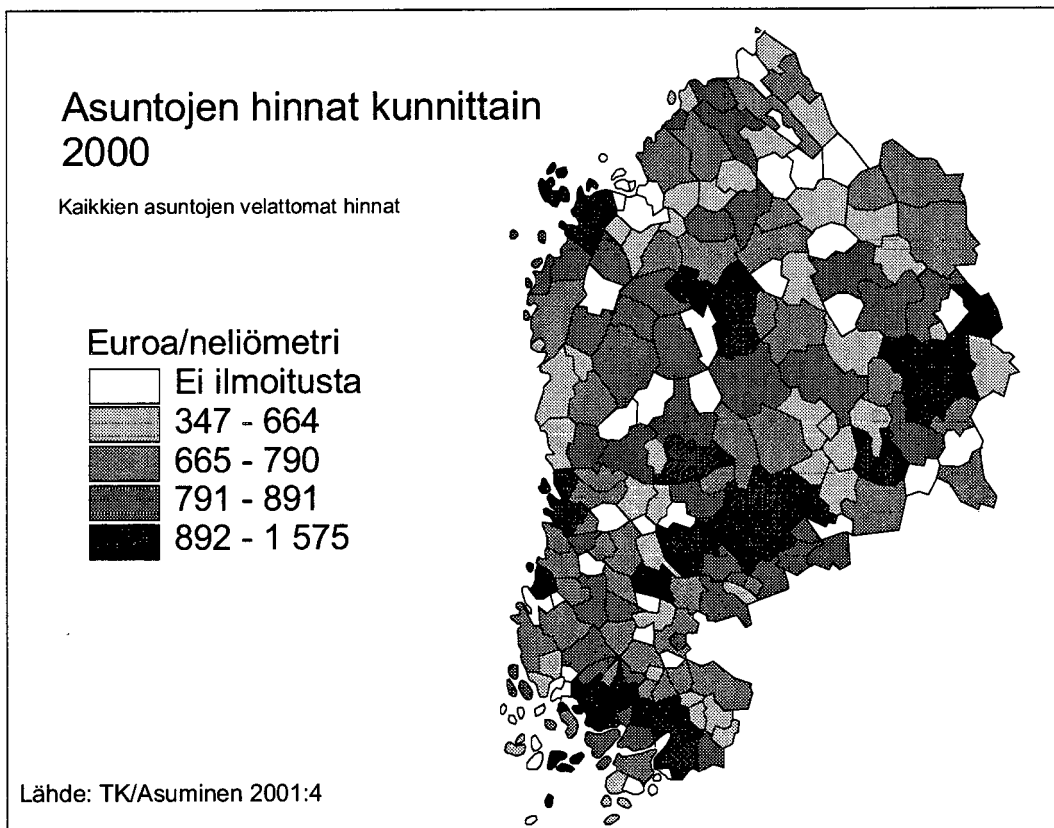 Asuntojen hinnat kunnittain
2000
Kaikkien asuntojen velattomat hinnat
Euroa/neliömetri
Ei ilmoitusta
347 - 664
665 - 790
791 - 891
892 - 1 575
Lähde: TK/Asuminen 2001:4